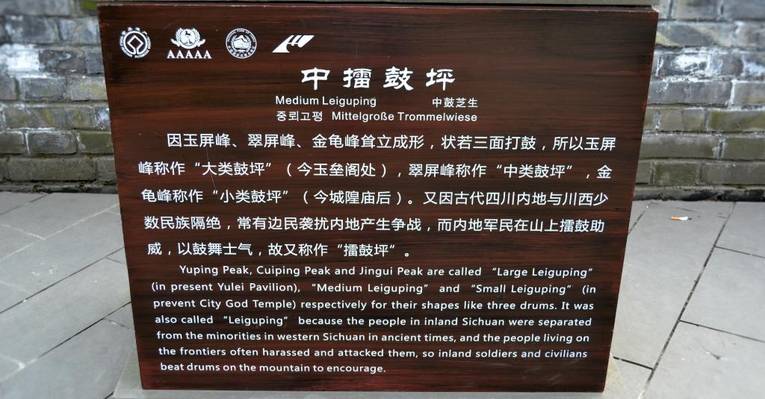 AAAAA
中擂鼓坪
Medium Leiguping 中鼓芝生
중뢰고평 Mittelgroße Trommelwiese
因玉屏峰、翠屏峰、金龟峰耸立成形，状若三面打鼓，所以玉屏
峰称作“大类鼓坪”（今玉垒阁处），翠屏峰称作“中类鼓坪”，金
龟峰称作“小类鼓坪”（今城隍庙后）。又因古代四川内地与川西少
数民族隔绝，常有边民袭扰内地产生争战，而内地军民在山上擂鼓助
威，以鼓舞士气，故又称作“擂鼓坪“。
Yuping Peak, Cuiping Peak and Jingui Peak are called “Large Leiguping”
(in present Yulei Pavilion), “Medium Leiguping” and “Small Leiguping” (in
prevent City God Temple) respectively for their shapes like three drums. It was
also called “Leiguping” because the people in inland Sichuan were separated
from the minorities in western Sichuan in ancient times, and the people living on
the frontiers often harassed and attacked them, so inland soldiers and civilians
beat drums on the mountain to encourage.